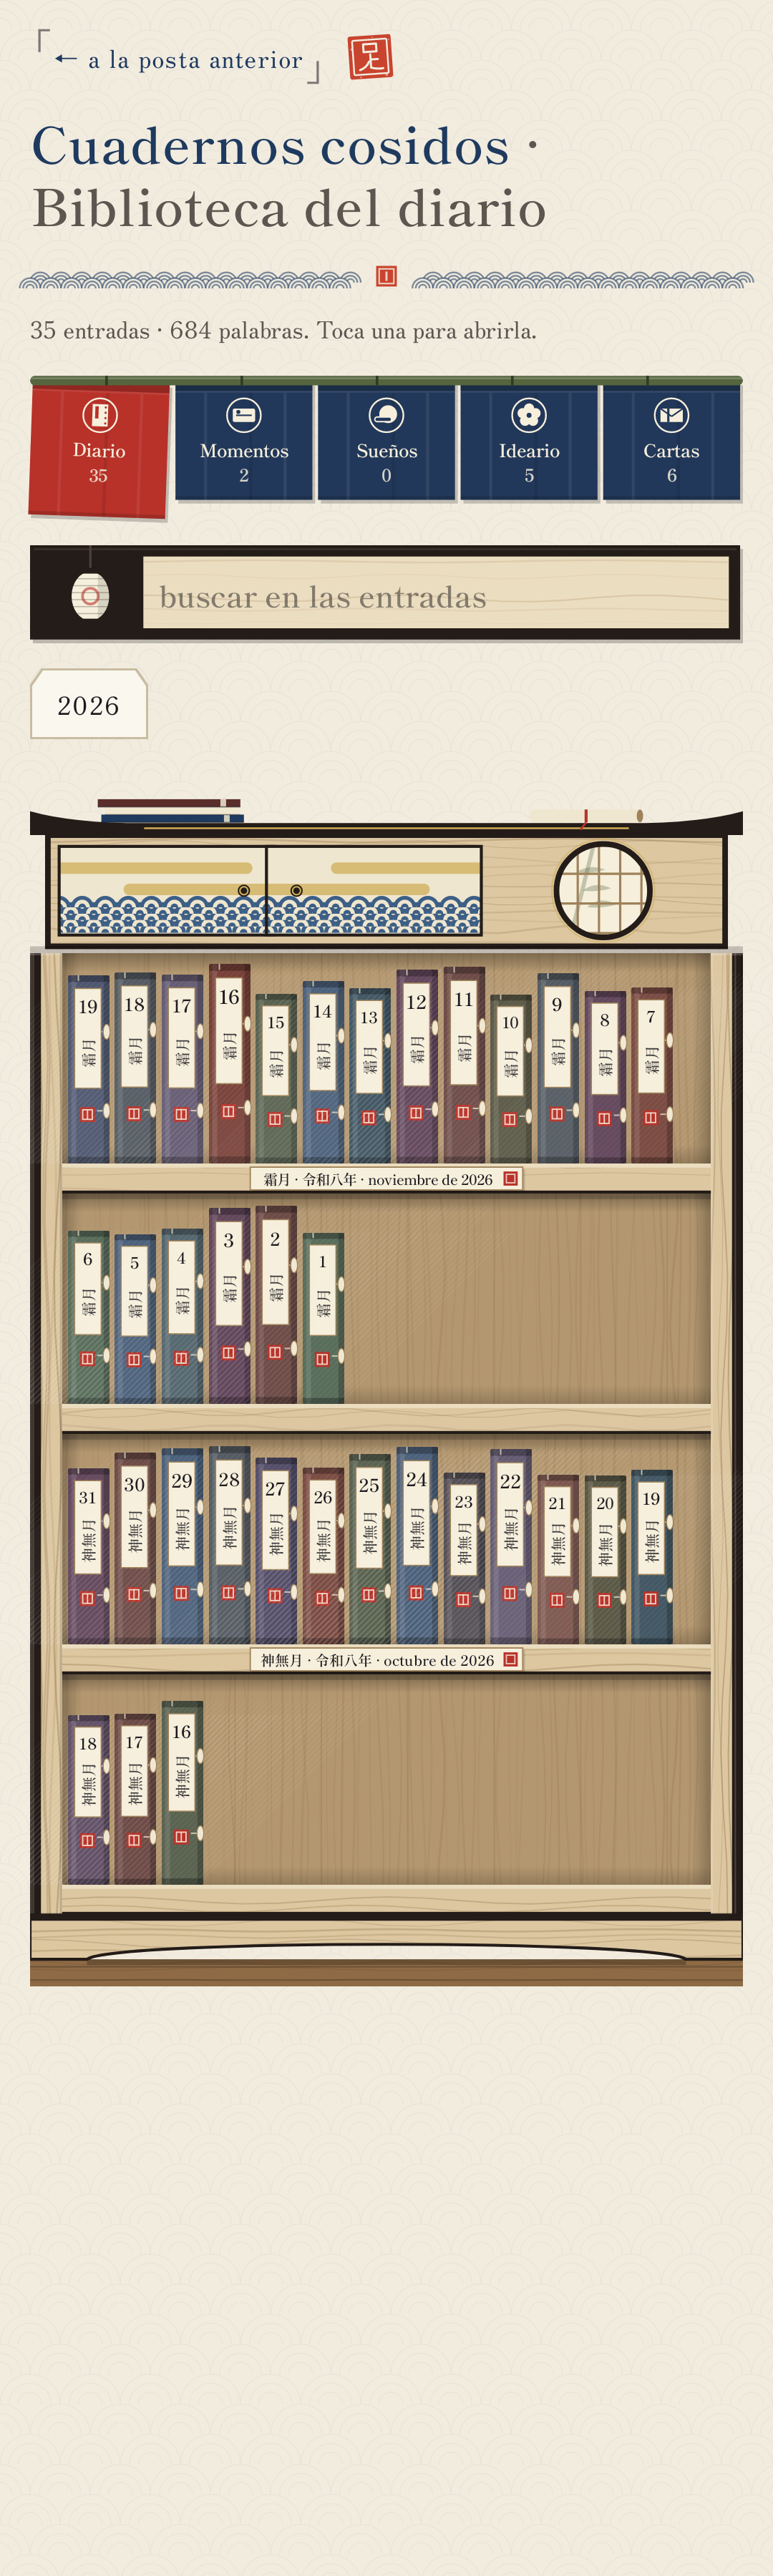 ← a la posta anterior
足
Cuadernos cosidos ·
Biblioteca del diario
35 entradas · 684 palabras. Toca una para abrirla.
Diario
35
Momentos
2
Sueños
0
Ideario
5
Cartas
6
buscar en las entradas
2026
19 霜月
18 霜月
17 霜月
16 霜月
15 霜月
14 霜月
13 霜月
12 霜月
11 霜月
10 霜月
9 霜月
8 霜月
7 霜月
霜月 · 令和八年 · noviembre de 2026
6 霜月
5 霜月
4 霜月
3 霜月
2 霜月
1 霜月
31 神無月
30 神無月
29 神無月
28 神無月
27 神無月
26 神無月
25 神無月
24 神無月
23 神無月
22 神無月
21 神無月
20 神無月
19 神無月
神無月 · 令和八年 · octubre de 2026
18 神無月
17 神無月
16 神無月